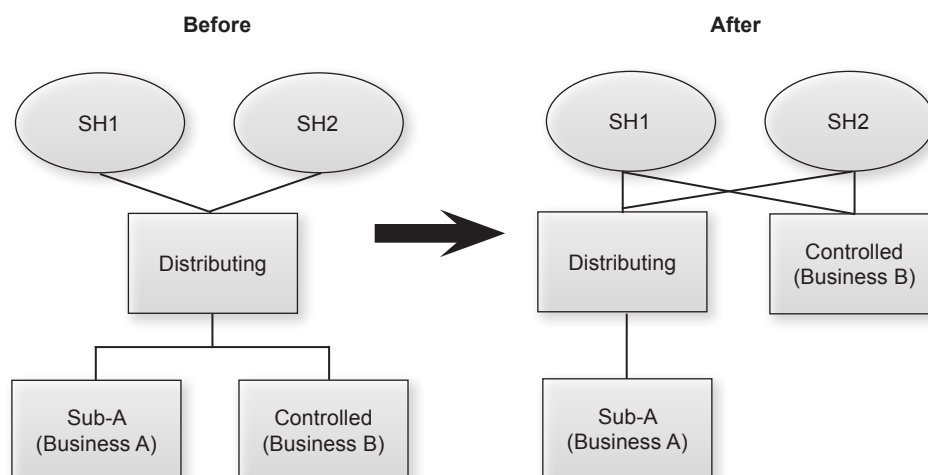 Before
SH1
SH2
Distributing
Sub-A
(Business A)
Controlled
(Business B)
After
SH1
SH2
Distributing
Controlled
(Business B)
Sub-A
(Business A)